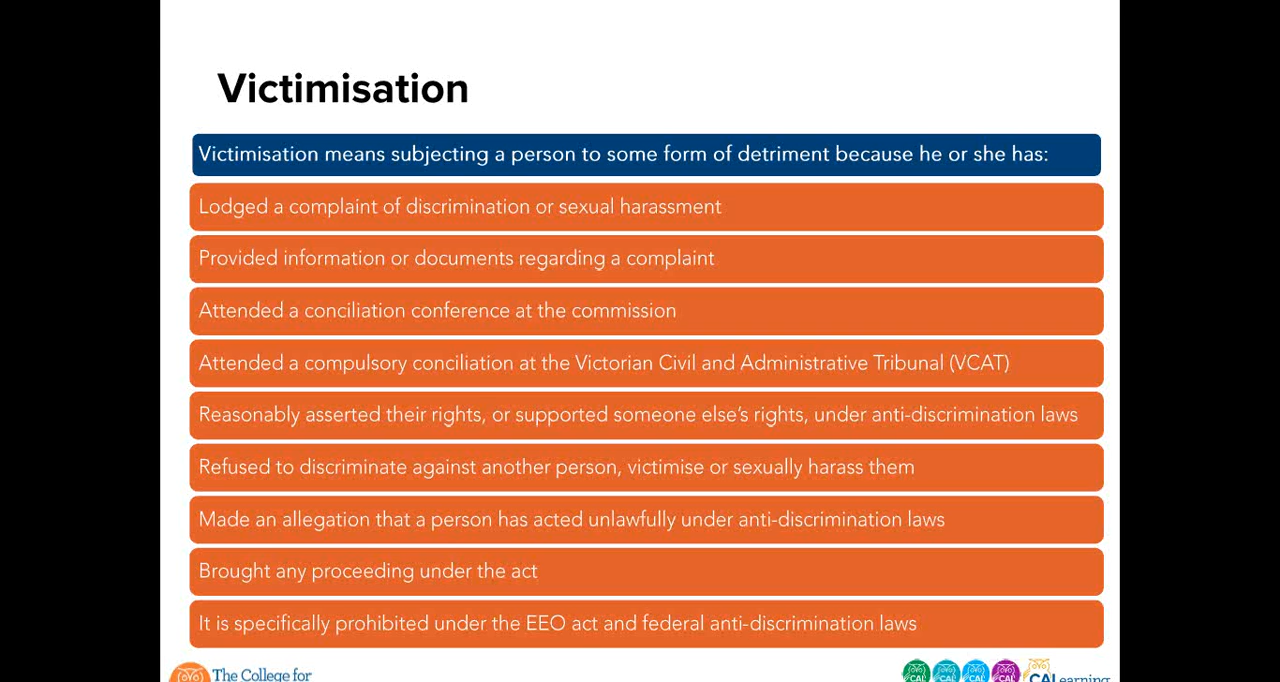 Victimisation
Victimisation means subjecting a person to some form of detriment because he or she has:
Lodged a complaint of discrimination or sexual harassment
Provided information or documents regarding a complaint
Attended a conciliation conference at the commission
Attended a compulsory conciliation at the Victorian Civil and Administrative Tribunal (VCAT)
Reasonably asserted their rights, or supported someone else’s rights, under anti-discrimination laws
Refused to discriminate against another person, victimise or sexually harass them
Made an allegation that a person has acted unlawfully under anti-discrimination laws
Brought any proceeding under the act
It is specifically prohibited under the EEO act and federal anti-discrimination laws
The College for
CAL CAL CAL CAL CALearning